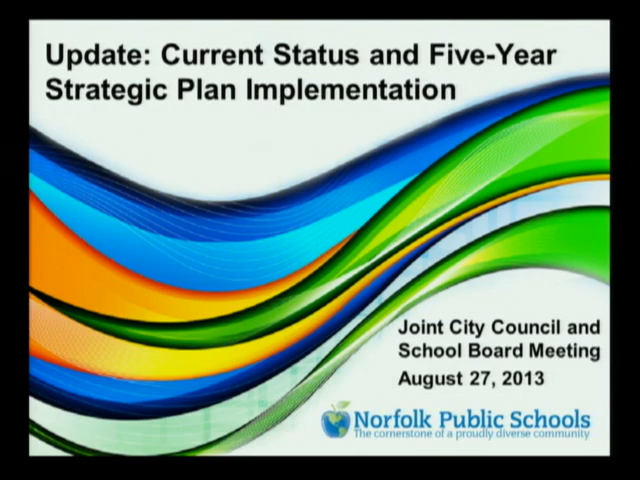 Update: Current Status and Five-Year
Strategic Plan Implementation
Joint City Council and
School Board Meeting
August 27, 2013
Norfolk Public Schools
The cornerstone of a proudly diverse community